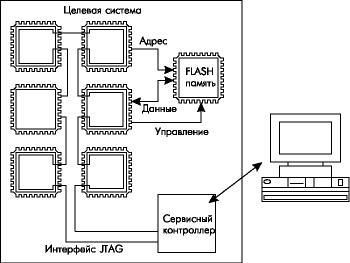 Целевая система
Адрес
FLASH
память
Данные
Управление
Сервисный
контроллер
Интерфейс JTAG